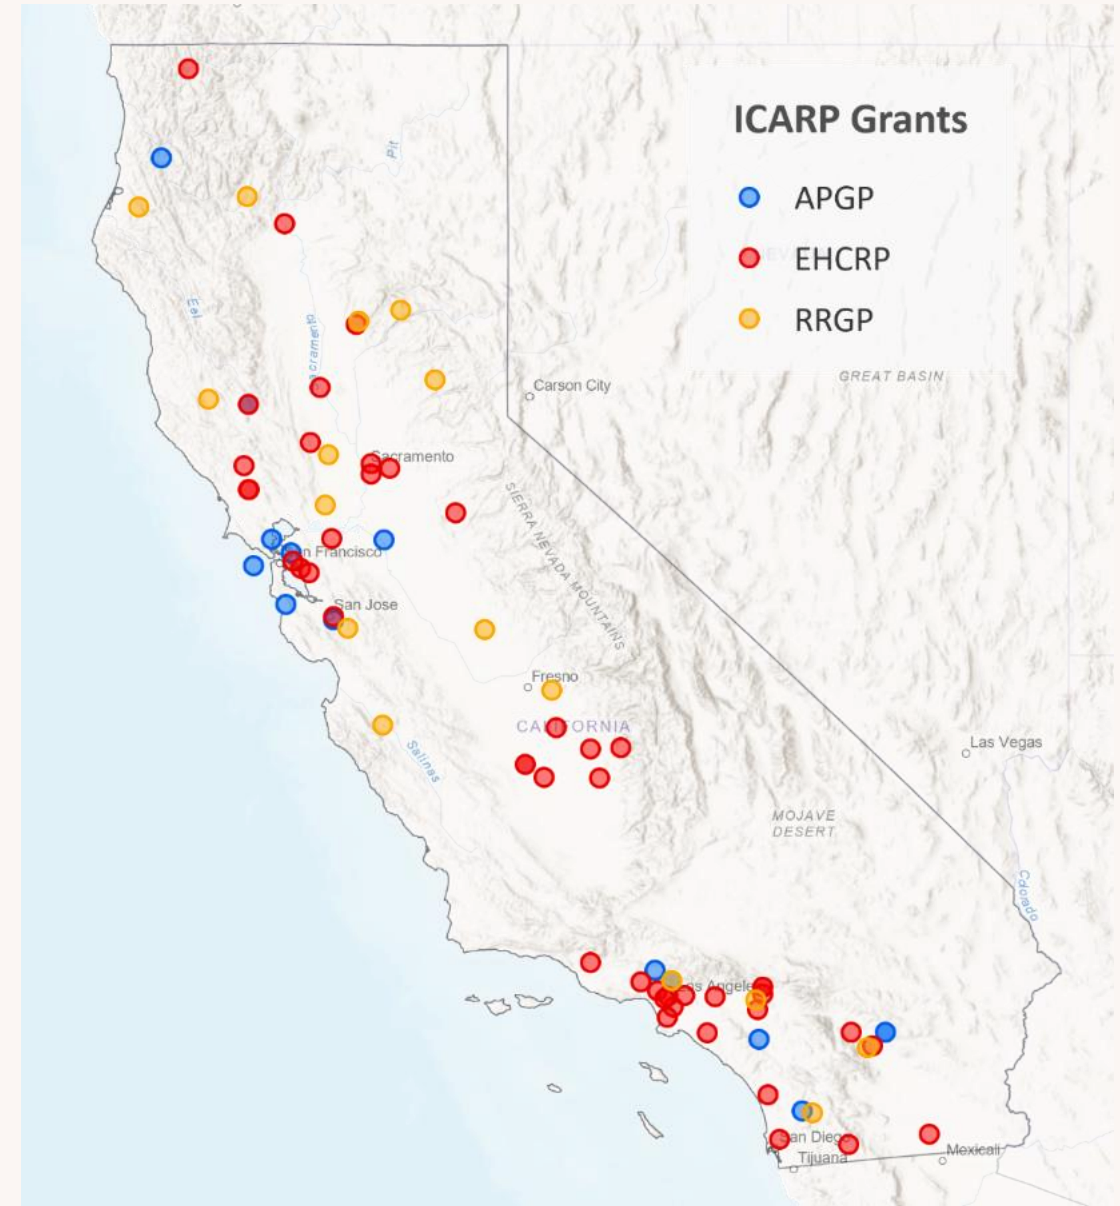 ICARP Grants
APGP
EHCRP
RRGP
Pit
Eel
Carson City
GREAT BASIN
Sacramento
SIERRA NEVADA MOUNTAINS
San Jose
Fresno
CALIFORNIA
Salinas
Las Vegas
MOJAVE
DESERT
Colorado
San Diego
Tijuana
Mexicali